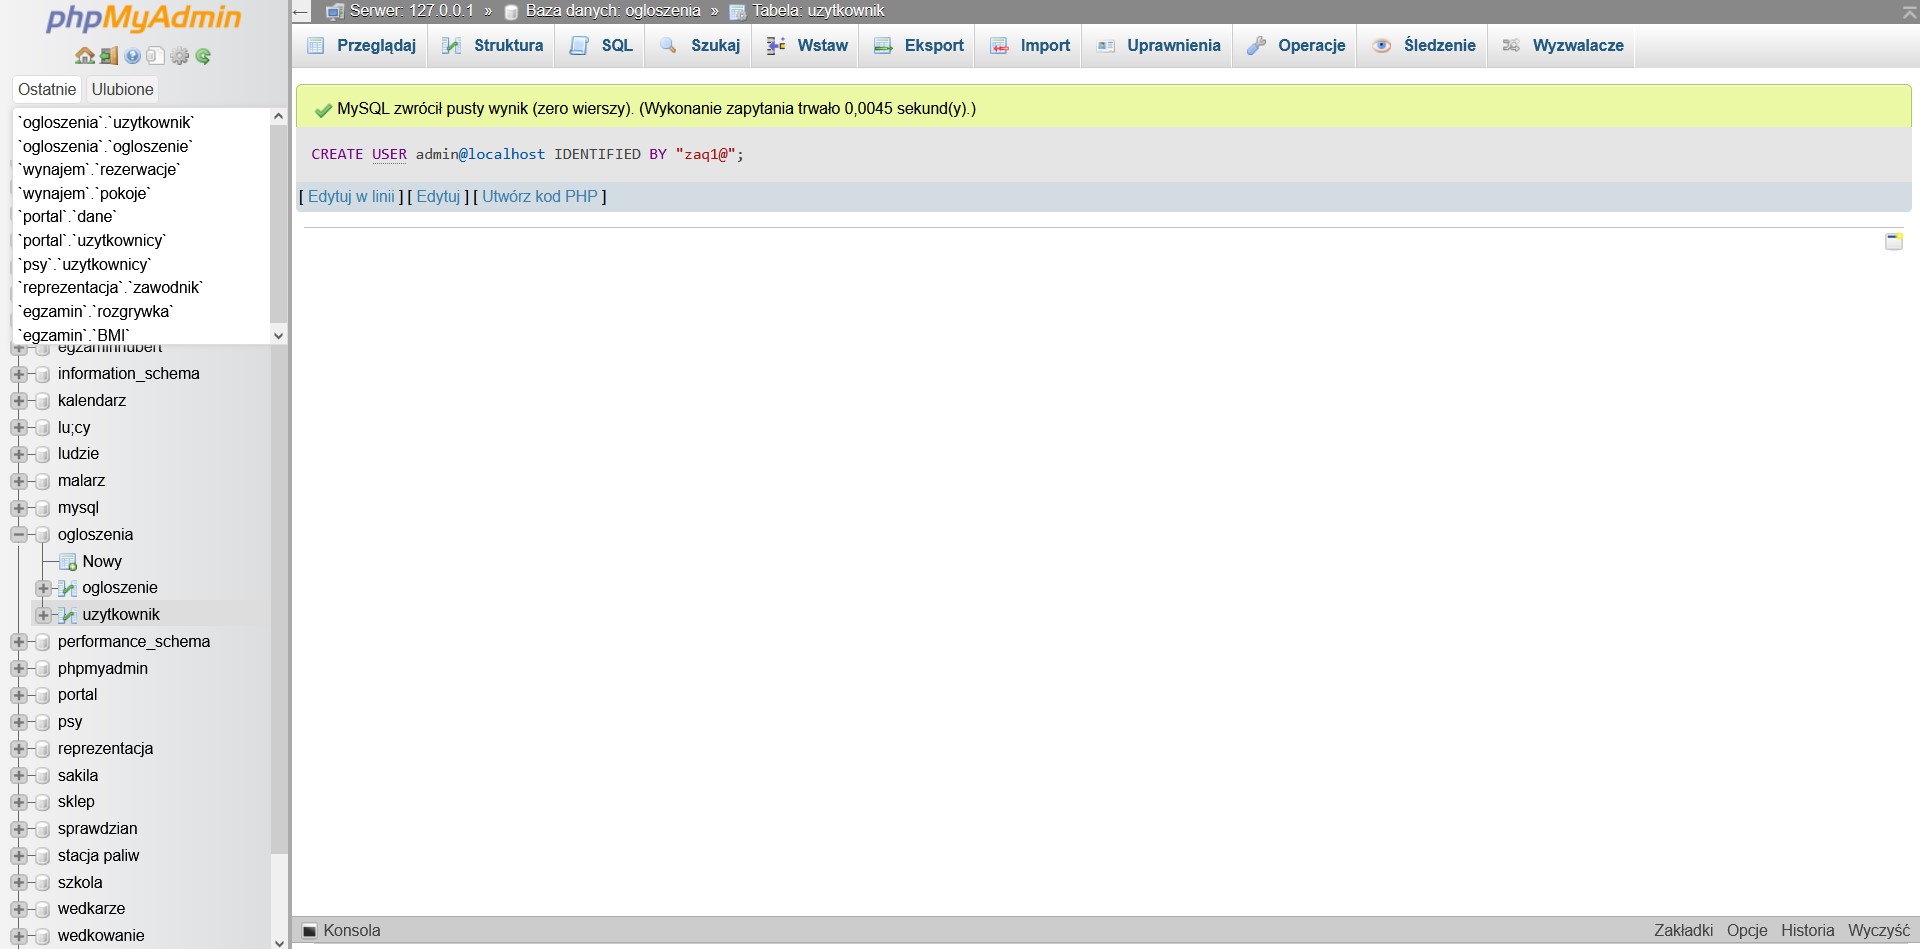 phpMyAdmin
Ostatnie Ulubione
`ogloszenia`.`uzytkownik`
`ogloszenia`.`ogloszenie`
`wynajem`.`rezerwacje`
`wynajem`.`pokoje`
`portal`.`dane`
`portal`.`uzytkownicy`
`psy`.`uzytkownicy`
`reprezentacja`.`zawodnik`
`egzamin`.`rozgrywka`
`egzamin`.`BMI`
egzaminhubert
information_schema
kalendarz
lu;cy
ludzie
malarz
mysql
ogloszenia
Nowy
ogloszenie
uzytkownik
performance_schema
phpmyadmin
portal
psy
reprezentacja
sakila
sklep
sprawdzian
stacja paliw
szkola
wedkarze
wedkowanie
← Serwer: 127.0.0.1 » Baza danych: ogloszenia » Tabela: uzytkownik
Przeglądaj Struktura SQL Szukaj Wstaw Eksport Import Uprawnienia Operacje Śledzenie Wyzwalacze
MySQL zwrócił pusty wynik (zero wierszy). (Wykonanie zapytania trwało 0,0045 sekund(y).)
CREATE USER admin@localhost IDENTIFIED BY "zaq1@";
[ Edytuj w linii ] [ Edytuj ] [ Utwórz kod PHP ]
Konsola
Zakładki Opcje Historia Wyczyść